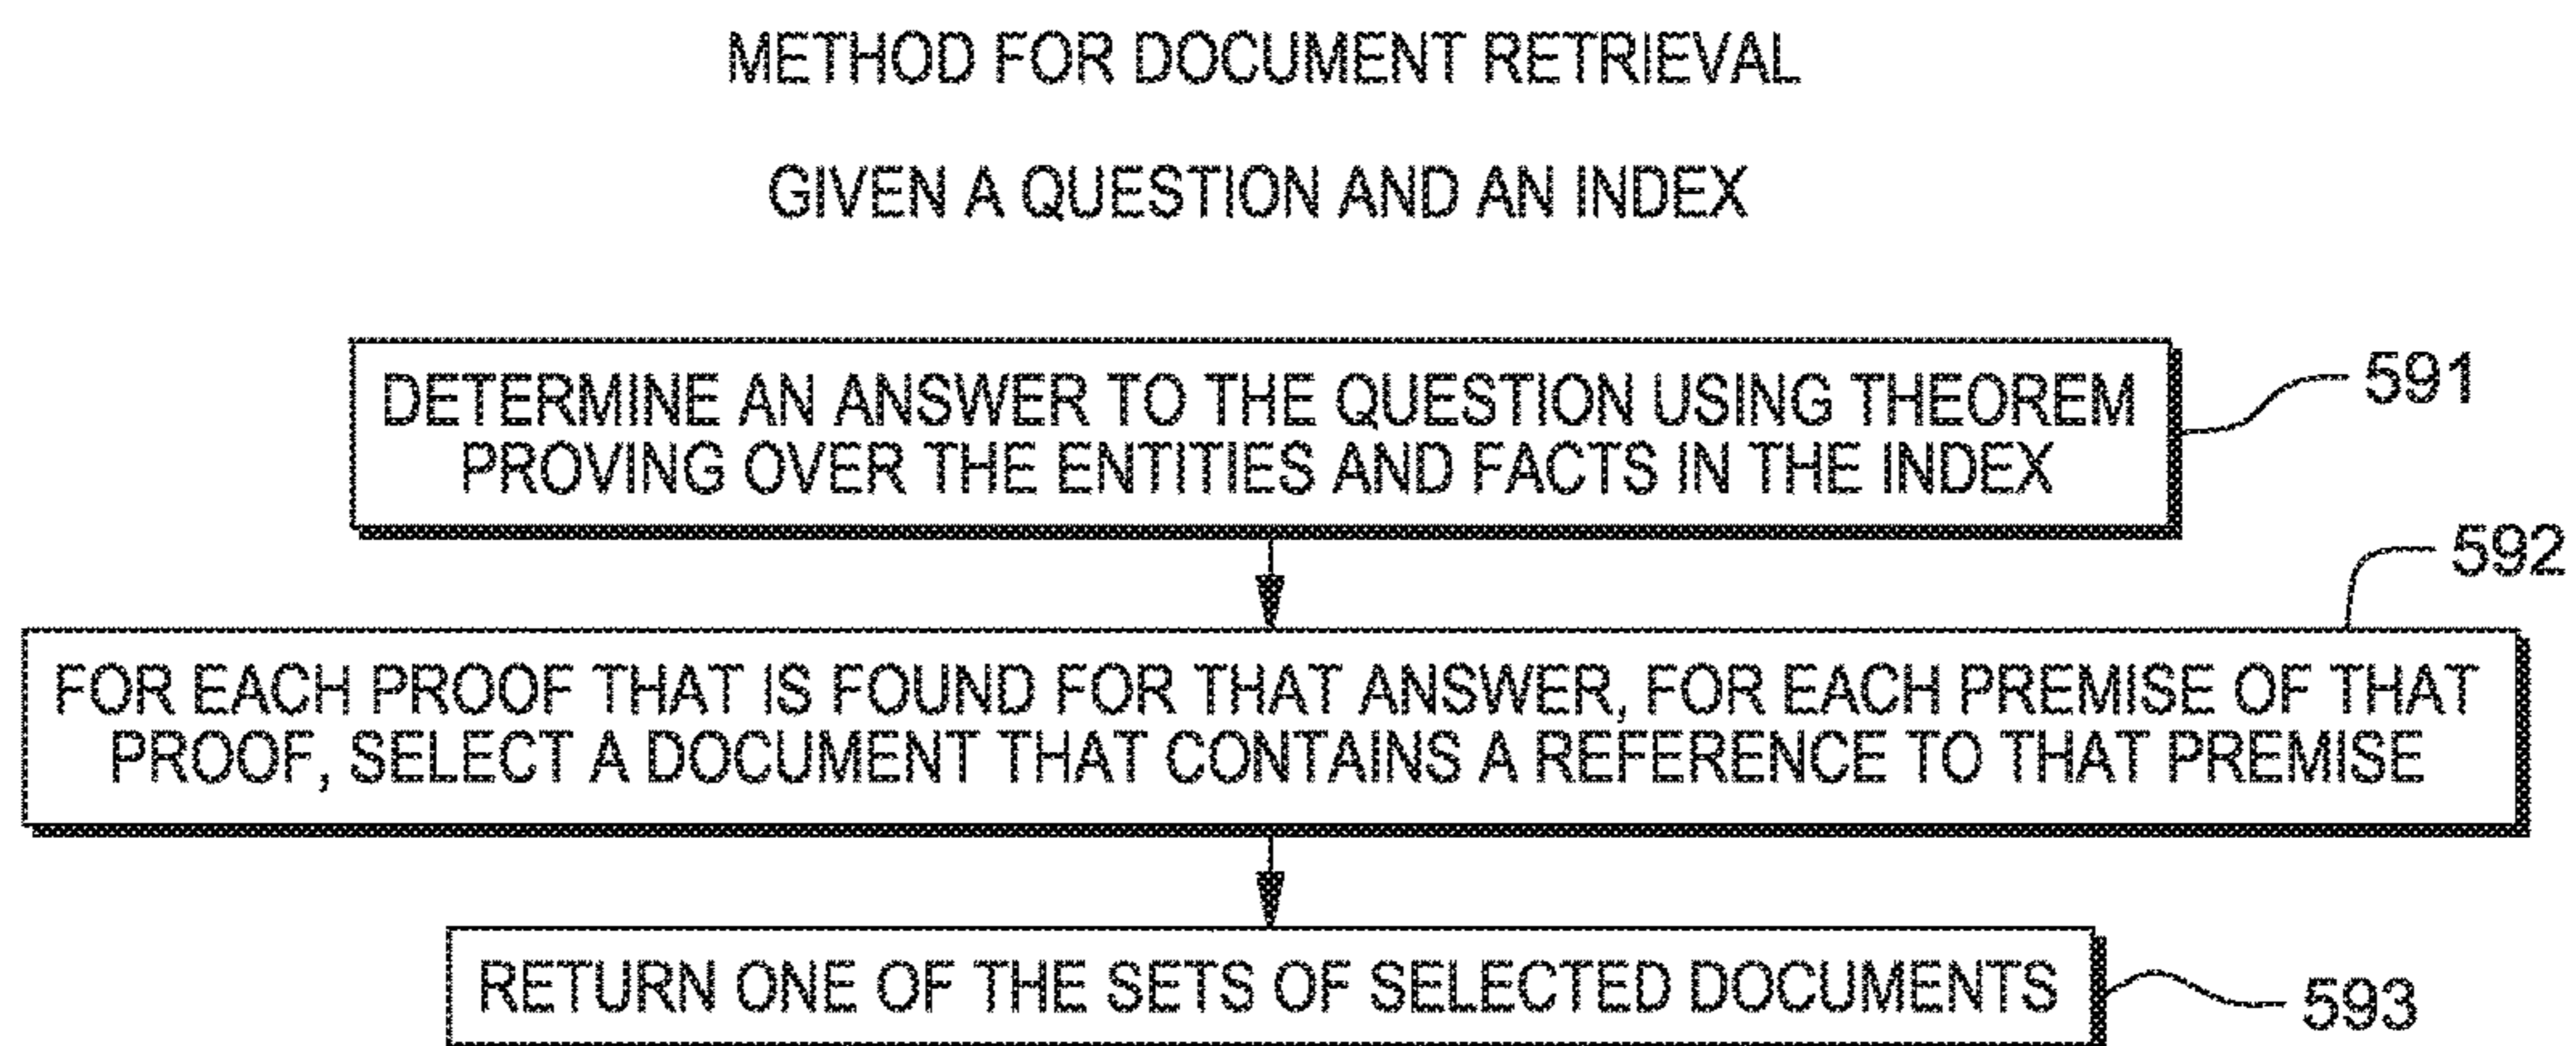 METHOD FOR DOCUMENT RETRIEVAL
GIVEN A QUESTION AND AN INDEX
DETERMINE AN ANSWER TO THE QUESTION USING THEOREM
PROVING OVER THE ENTITIES AND FACTS IN THE INDEX
591
592
FOR EACH PROOF THAT IS FOUND FOR THAT ANSWER, FOR EACH PREMISE OF THAT
PROOF, SELECT A DOCUMENT THAT CONTAINS A REFERENCE TO THAT PREMISE
RETURN ONE OF THE SETS OF SELECTED DOCUMENTS
593